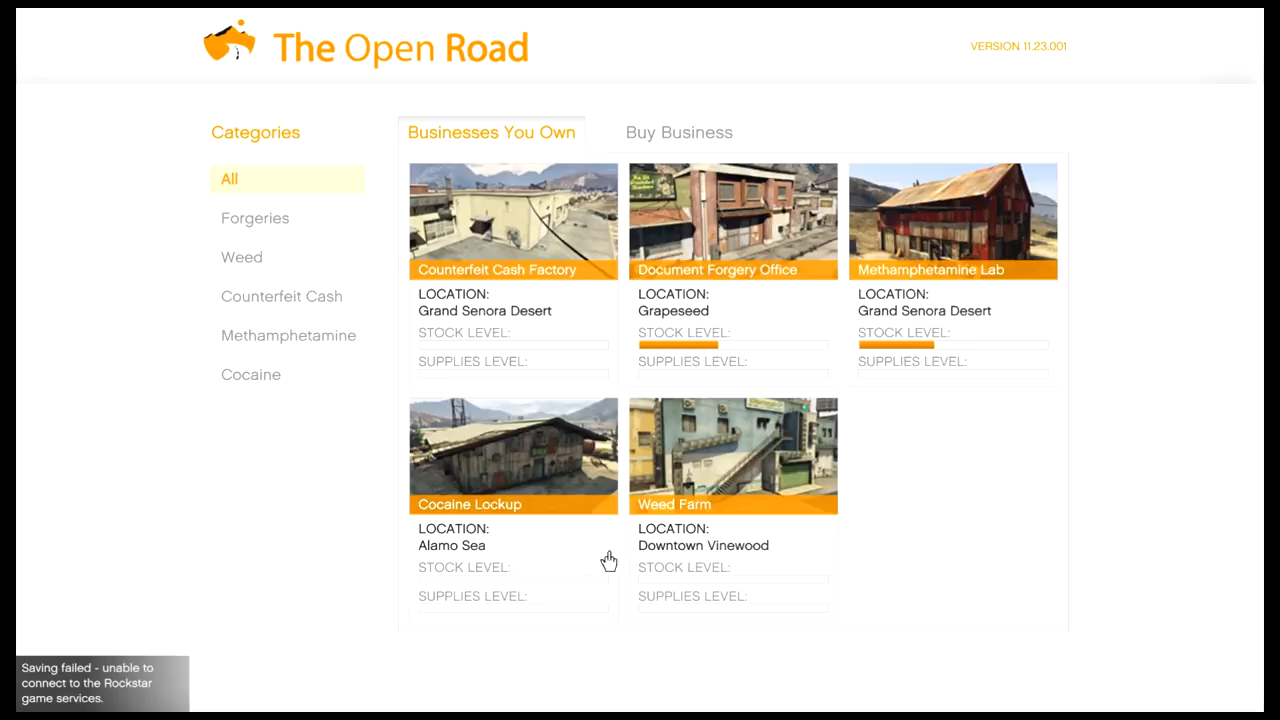 The Open Road
VERSION 11.23.001
Categories
All
Forgeries
Weed
Counterfeit Cash
Methamphetamine
Cocaine
Businesses You Own
Buy Business
Counterfeit Cash Factory
LOCATION:
Grand Senora Desert
STOCK LEVEL:
SUPPLIES LEVEL:
Document Forgery Office
LOCATION:
Grapeseed
STOCK LEVEL:
SUPPLIES LEVEL:
Methamphetamine Lab
LOCATION:
Grand Senora Desert
STOCK LEVEL:
SUPPLIES LEVEL:
Cocaine Lockup
LOCATION:
Alamo Sea
STOCK LEVEL:
SUPPLIES LEVEL:
Weed Farm
LOCATION:
Downtown Vinewood
STOCK LEVEL:
SUPPLIES LEVEL:
Saving failed - unable to
connect to the Rockstar
game services.